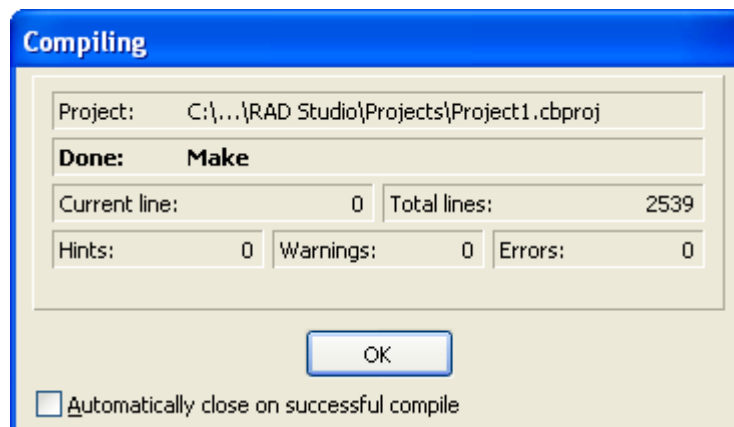 Compiling
Project: C:\...\RAD Studio\Projects\Project1.cbproj
Done: Make
Current line: 0 Total lines: 2539
Hints: 0 Warnings: 0 Errors: 0
OK
Automatically close on successful compile